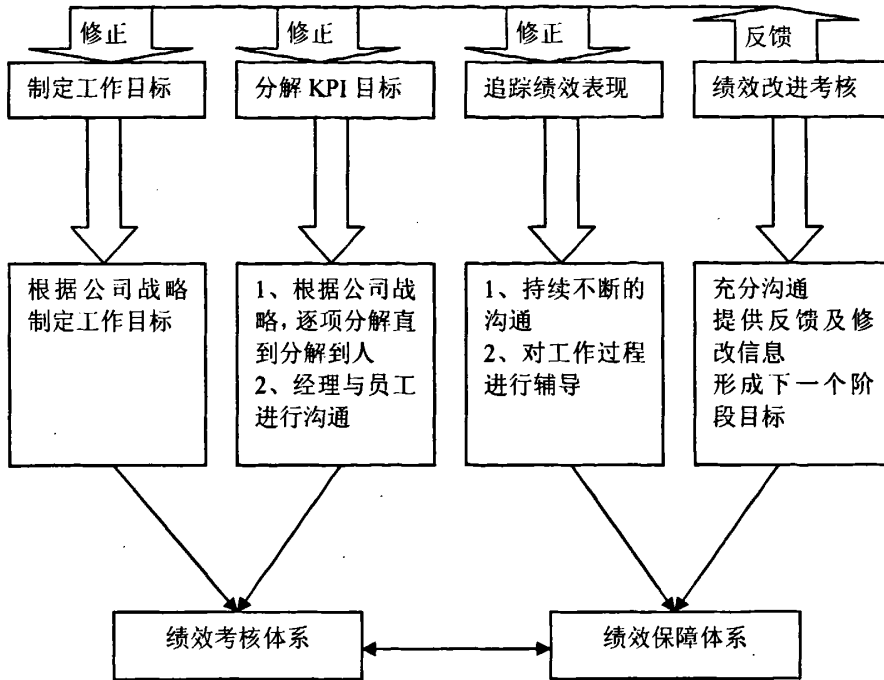 修正
修正
修正
反馈
制定工作目标
分解 KPI 目标
追踪绩效表现
绩效改进考核
根据公司战略
制定工作目标
1、根据公司战
略，逐项分解直
到分解到人
2、经理与员工
进行沟通
1、持续不断的
沟通
2、对工作过程
进行辅导
充分沟通
提供反馈及修
改信息
形成下一个阶
段目标
绩效考核体系
绩效保障体系